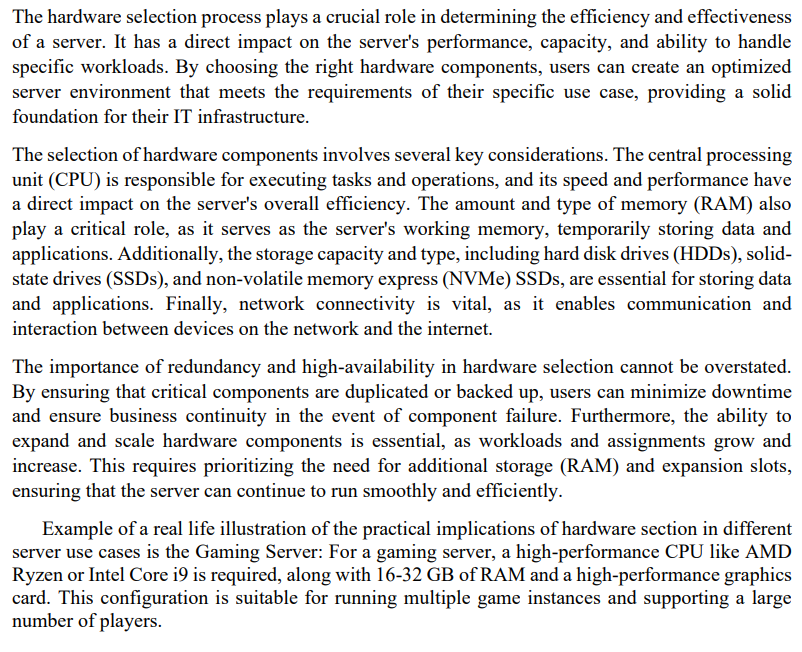 The hardware selection process plays a crucial role in determining the efficiency and effectiveness
of a server. It has a direct impact on the server's performance, capacity, and ability to handle
specific workloads. By choosing the right hardware components, users can create an optimized
server environment that meets the requirements of their specific use case, providing a solid
foundation for their IT infrastructure.
The selection of hardware components involves several key considerations. The central processing
unit (CPU) is responsible for executing tasks and operations, and its speed and performance have
a direct impact on the server's overall efficiency. The amount and type of memory (RAM) also
play a critical role, as it serves as the server's working memory, temporarily storing data and
applications. Additionally, the storage capacity and type, including hard disk drives (HDDs), solid-
state drives (SSDs), and non-volatile memory express (NVMe) SSDs, are essential for storing data
and applications. Finally, network connectivity is vital, as it enables communication and
interaction between devices on the network and the internet.
The importance of redundancy and high-availability in hardware selection cannot be overstated.
By ensuring that critical components are duplicated or backed up, users can minimize downtime
and ensure business continuity in the event of component failure. Furthermore, the ability to
expand and scale hardware components is essential, as workloads and assignments grow and
increase. This requires prioritizing the need for additional storage (RAM) and expansion slots,
ensuring that the server can continue to run smoothly and efficiently.
Example of a real life illustration of the practical implications of hardware section in different
server use cases is the Gaming Server: For a gaming server, a high-performance CPU like AMD
Ryzen or Intel Core i9 is required, along with 16-32 GB of RAM and a high-performance graphics
card. This configuration is suitable for running multiple game instances and supporting a large
number of players.